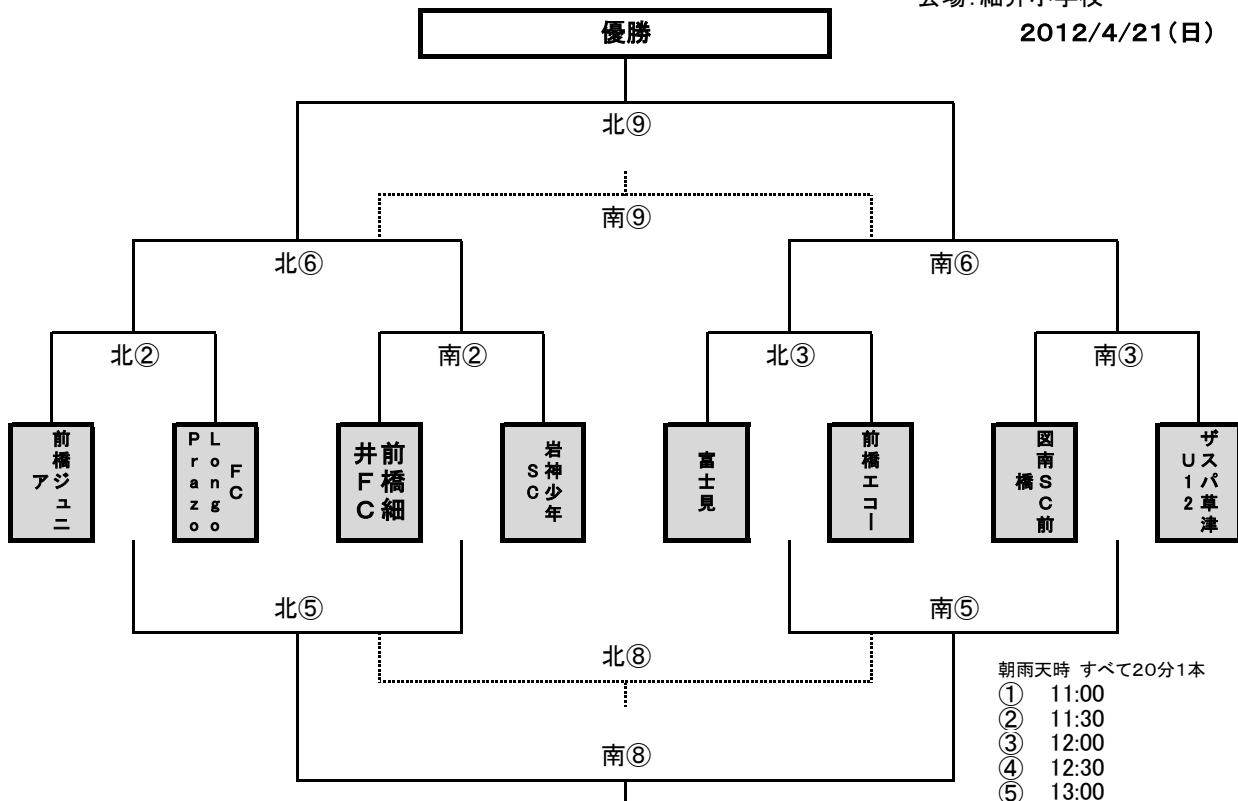 会場：細井小学校
2012/4/21(日)
優勝
北⑨
南⑨
北⑥
南⑥
北②
南②
北③
南③
前橋ジュニア
FC Longo Prazo
前橋細井FC
岩神少年SC
富士見
前橋エコー
図南SC前橋
ザスパ草津U12
北⑤
南⑤
北⑧
南⑧
朝雨天時 すべて20分1本
① 11:00
② 11:30
③ 12:00
④ 12:30
⑤ 13:00